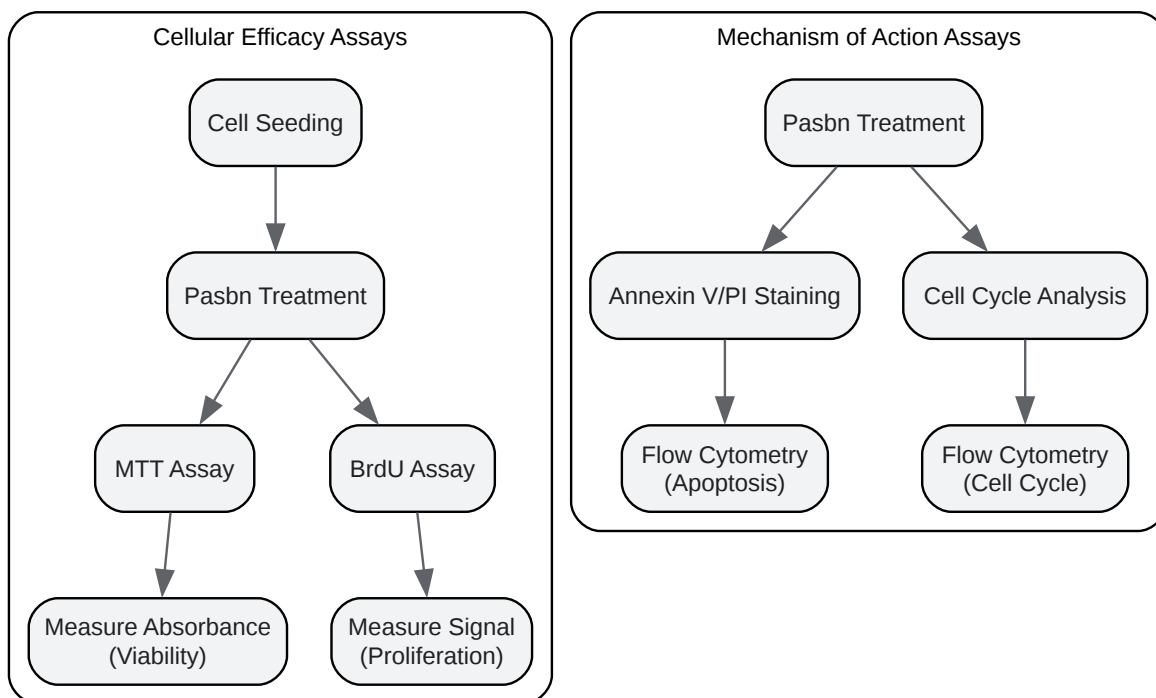 Cellular Efficacy Assays
Cell Seeding
Pasbn Treatment
MTT Assay
BrdU Assay
Measure Absorbance
(Viability)
Measure Signal
(Proliferation)
Mechanism of Action Assays
Pasbn Treatment
Annexin V/PI Staining
Cell Cycle Analysis
Flow Cytometry
(Apoptosis)
Flow Cytometry
(Cell Cycle)